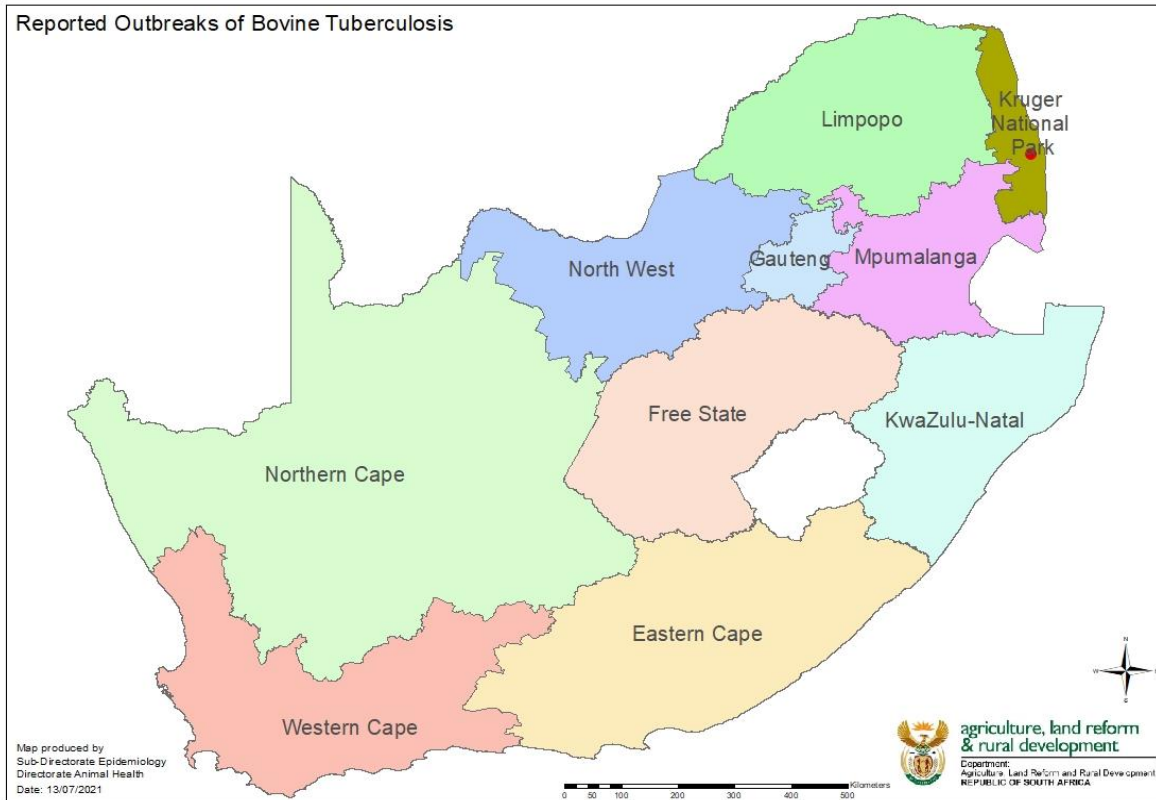 Reported Outbreaks of Bovine Tuberculosis
Kruger
National
Park
Limpopo
North West
Gauteng
Mpumalanga
Free State
KwaZulu-Natal
Northern Cape
Eastern Cape
Western Cape
N
W
S
Map produced by
Sub-Directorate Epidemiology
Directorate Animal Health
Date: 13/07/2021
Kilometers
0 50 100 200 300 400 500
agriculture, land reform
& rural development
Department:
Agriculture, Land Reform and Rural Development
REPUBLIC OF SOUTH AFRICA